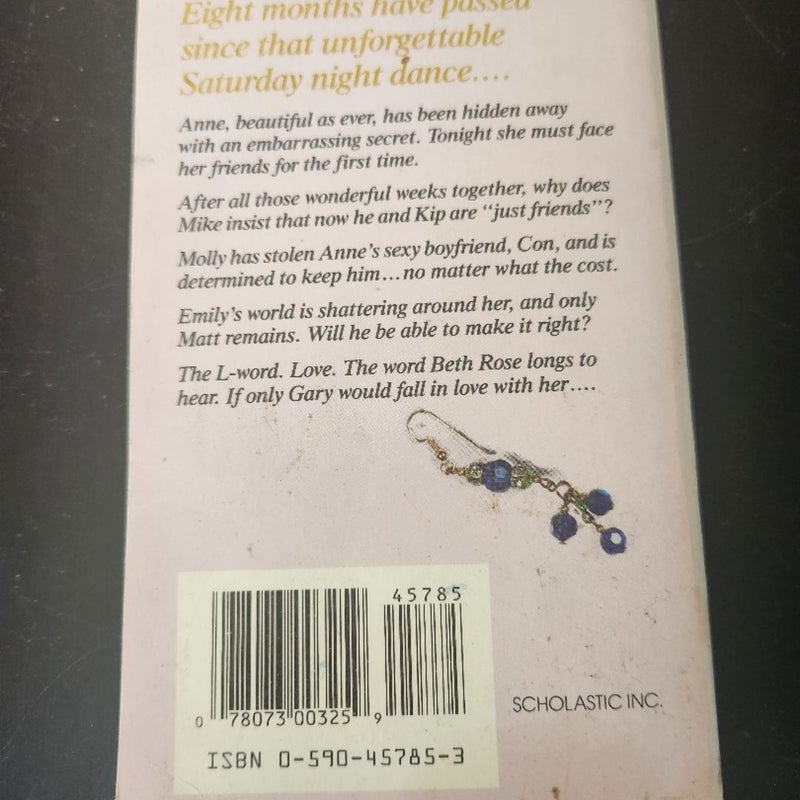 Eight months have passed
since that unforgettable
Saturday night dance....
Anne, beautiful as ever, has been hidden away
with an embarrassing secret. Tonight she must face
her friends for the first time.
After all those wonderful weeks together, why does
Mike insist that now he and Kip are "just friends"?
Molly has stolen Anne's sexy boyfriend, Con, and is
determined to keep him...no matter what the cost.
Emily's world is shattering around her, and only
Matt remains. Will he be able to make it right?
The L-word. Love. The word Beth Rose longs to
hear. If only Gary would fall in love with her....
45785
0 78073 00325 9
SCHOLASTIC INC.
ISBN 0-590-45785-3